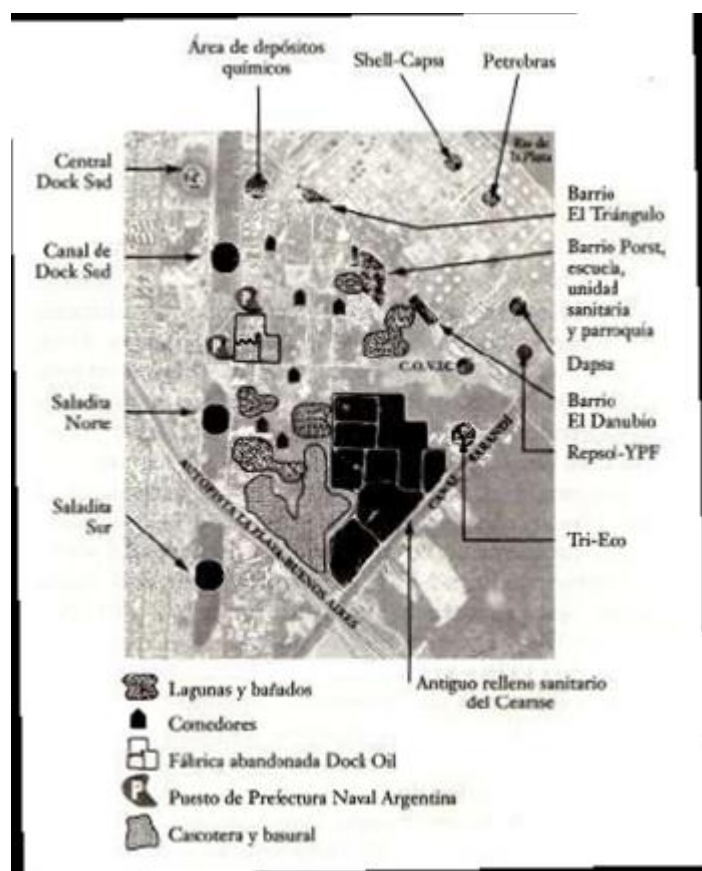 Área de depósitos
químicos
Shell-Capsa
Petrobras
Río de
la Plata
Central
Dock Sud
Barrio
El Triángulo
Canal de
Dock Sud
Barrio Porst,
escuela,
unidad
sanitaria
y parroquia
Dapsa
C.O.V.I.C.
Barrio
El Danubio
Saladita
Norte
Repsol-YPF
CANAL SARANDÍ
AUTOPISTA LA PLATA-BUENOS AIRES
Saladita
Sur
Tri-Eco
Antiguo relleno sanitario
del Ceamse
Lagunas y bañados
Comedores
Fábrica abandonada Dock Oil
Puesto de Prefectura Naval Argentina
Cascotera y basural